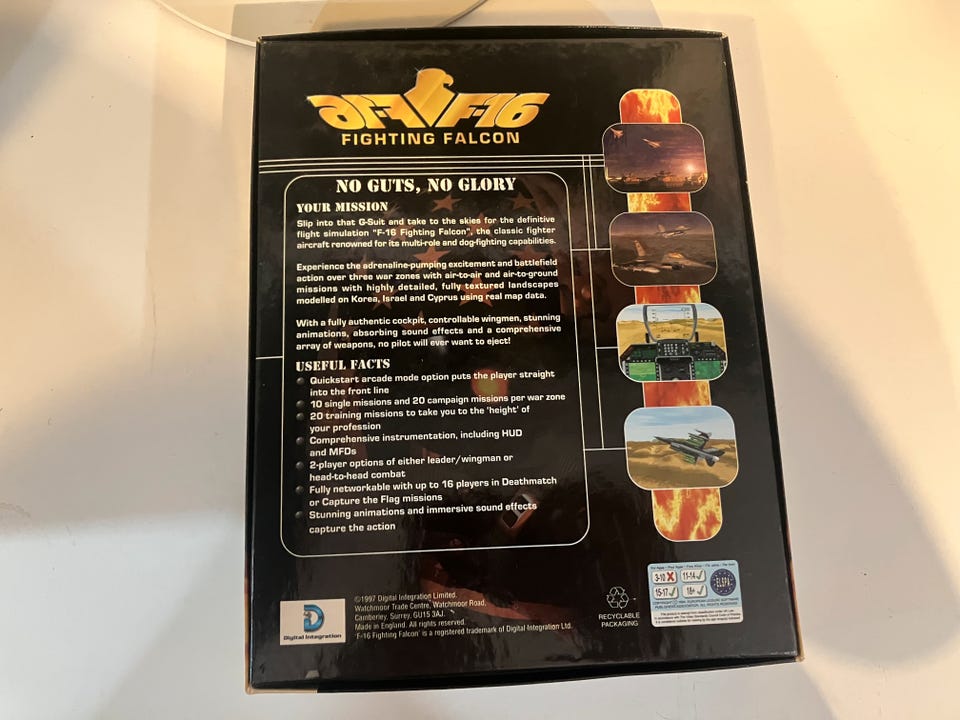 F-16 F-16
FIGHTING FALCON
NO GUTS, NO GLORY
YOUR MISSION
Slip into that G-Suit and take to the skies for the definitive
flight simulation "F-16 Fighting Falcon", the classic fighter
aircraft renowned for its multi-role and dog-fighting capabilities.
Experience the adrenaline-pumping excitement and battlefield
action over three war zones with air-to-air and air-to-ground
missions with highly detailed, fully textured landscapes
modelled on Korea, Israel and Cyprus using real map data.
With a fully authentic cockpit, controllable wingmen, stunning
animations, absorbing sound effects and a comprehensive
array of weapons, no pilot will ever want to eject!
USEFUL FACTS
Quickstart arcade mode option puts the player straight
into the front line
10 single missions and 20 campaign missions per war zone
20 training missions to take you to the 'height' of
your profession
Comprehensive instrumentation, including HUD
and MFDs
2-player options of either leader/wingman or
head-to-head combat
Fully networkable with up to 16 players in Deathmatch
or Capture the Flag missions
Stunning animations and immersive sound effects
capture the action
Digital Integration
©1997 Digital Integration Limited.
Watchmoor Trade Centre, Watchmoor Road,
Camberley, Surrey. GU15 3AJ.
Made in England. All rights reserved.
'F-16 Fighting Falcon' is a registered trademark of Digital Integration Ltd.
RECYCLABLE
PACKAGING
3-10 11-14
15-17 18+
ELSPA